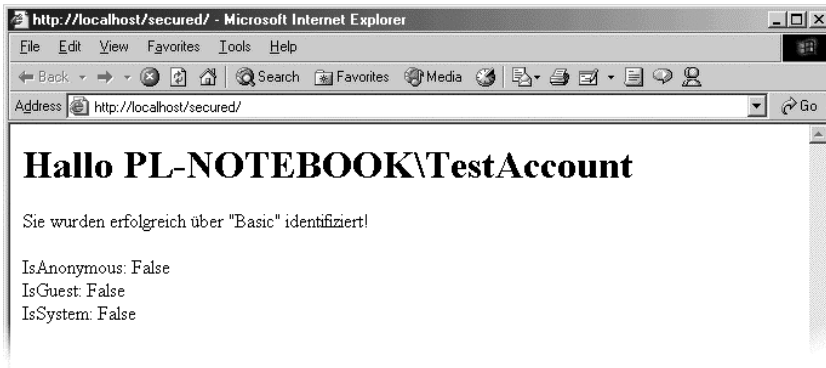 http://localhost/secured/ - Microsoft Internet Explorer
File Edit View Favorites Tools Help
Back Search Favorites Media
Address http://localhost/secured/ Go
Hallo PL-NOTEBOOK\TestAccount
Sie wurden erfolgreich über "Basic" identifiziert!
IsAnonymous: False
IsGuest: False
IsSystem: False